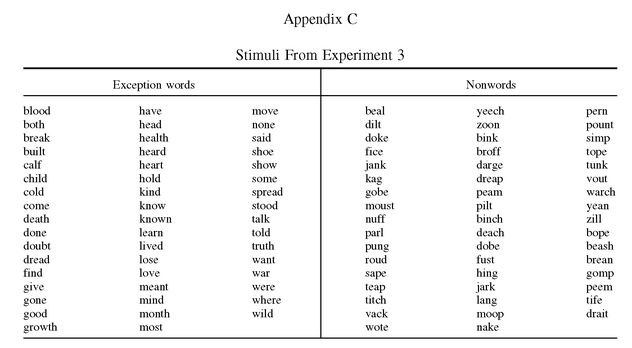 Appendix C
Stimuli From Experiment 3
Exception words Nonwords
blood have move beal yeech pern
both head none dilt zoon pount
break health said doke bink simp
built heard shoe fice broff tope
calf heart show jank darge tunk
child hold some kag dreap vout
cold kind spread gobe peam warch
come know stood moust pilt yean
death known talk nuff binch zill
done learn told parl deach bope
doubt lived truth pung dobe beash
dread lose want roud fust brean
find love war sape hing gomp
give meant were teap jark peem
gone mind where titch lang tife
good month wild vack moop drait
growth most wote nake